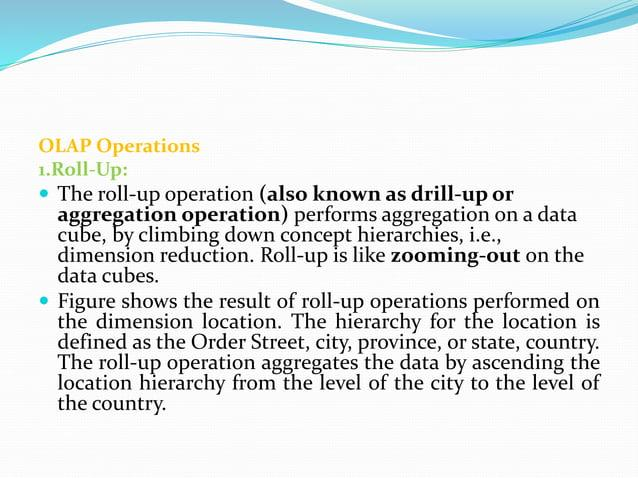 OLAP Operations
1.Roll-Up:
• The roll-up operation (also known as drill-up or
aggregation operation) performs aggregation on a data
cube, by climbing down concept hierarchies, i.e.,
dimension reduction. Roll-up is like zooming-out on the
data cubes.
• Figure shows the result of roll-up operations performed on
the dimension location. The hierarchy for the location is
defined as the Order Street, city, province, or state, country.
The roll-up operation aggregates the data by ascending the
location hierarchy from the level of the city to the level of
the country.